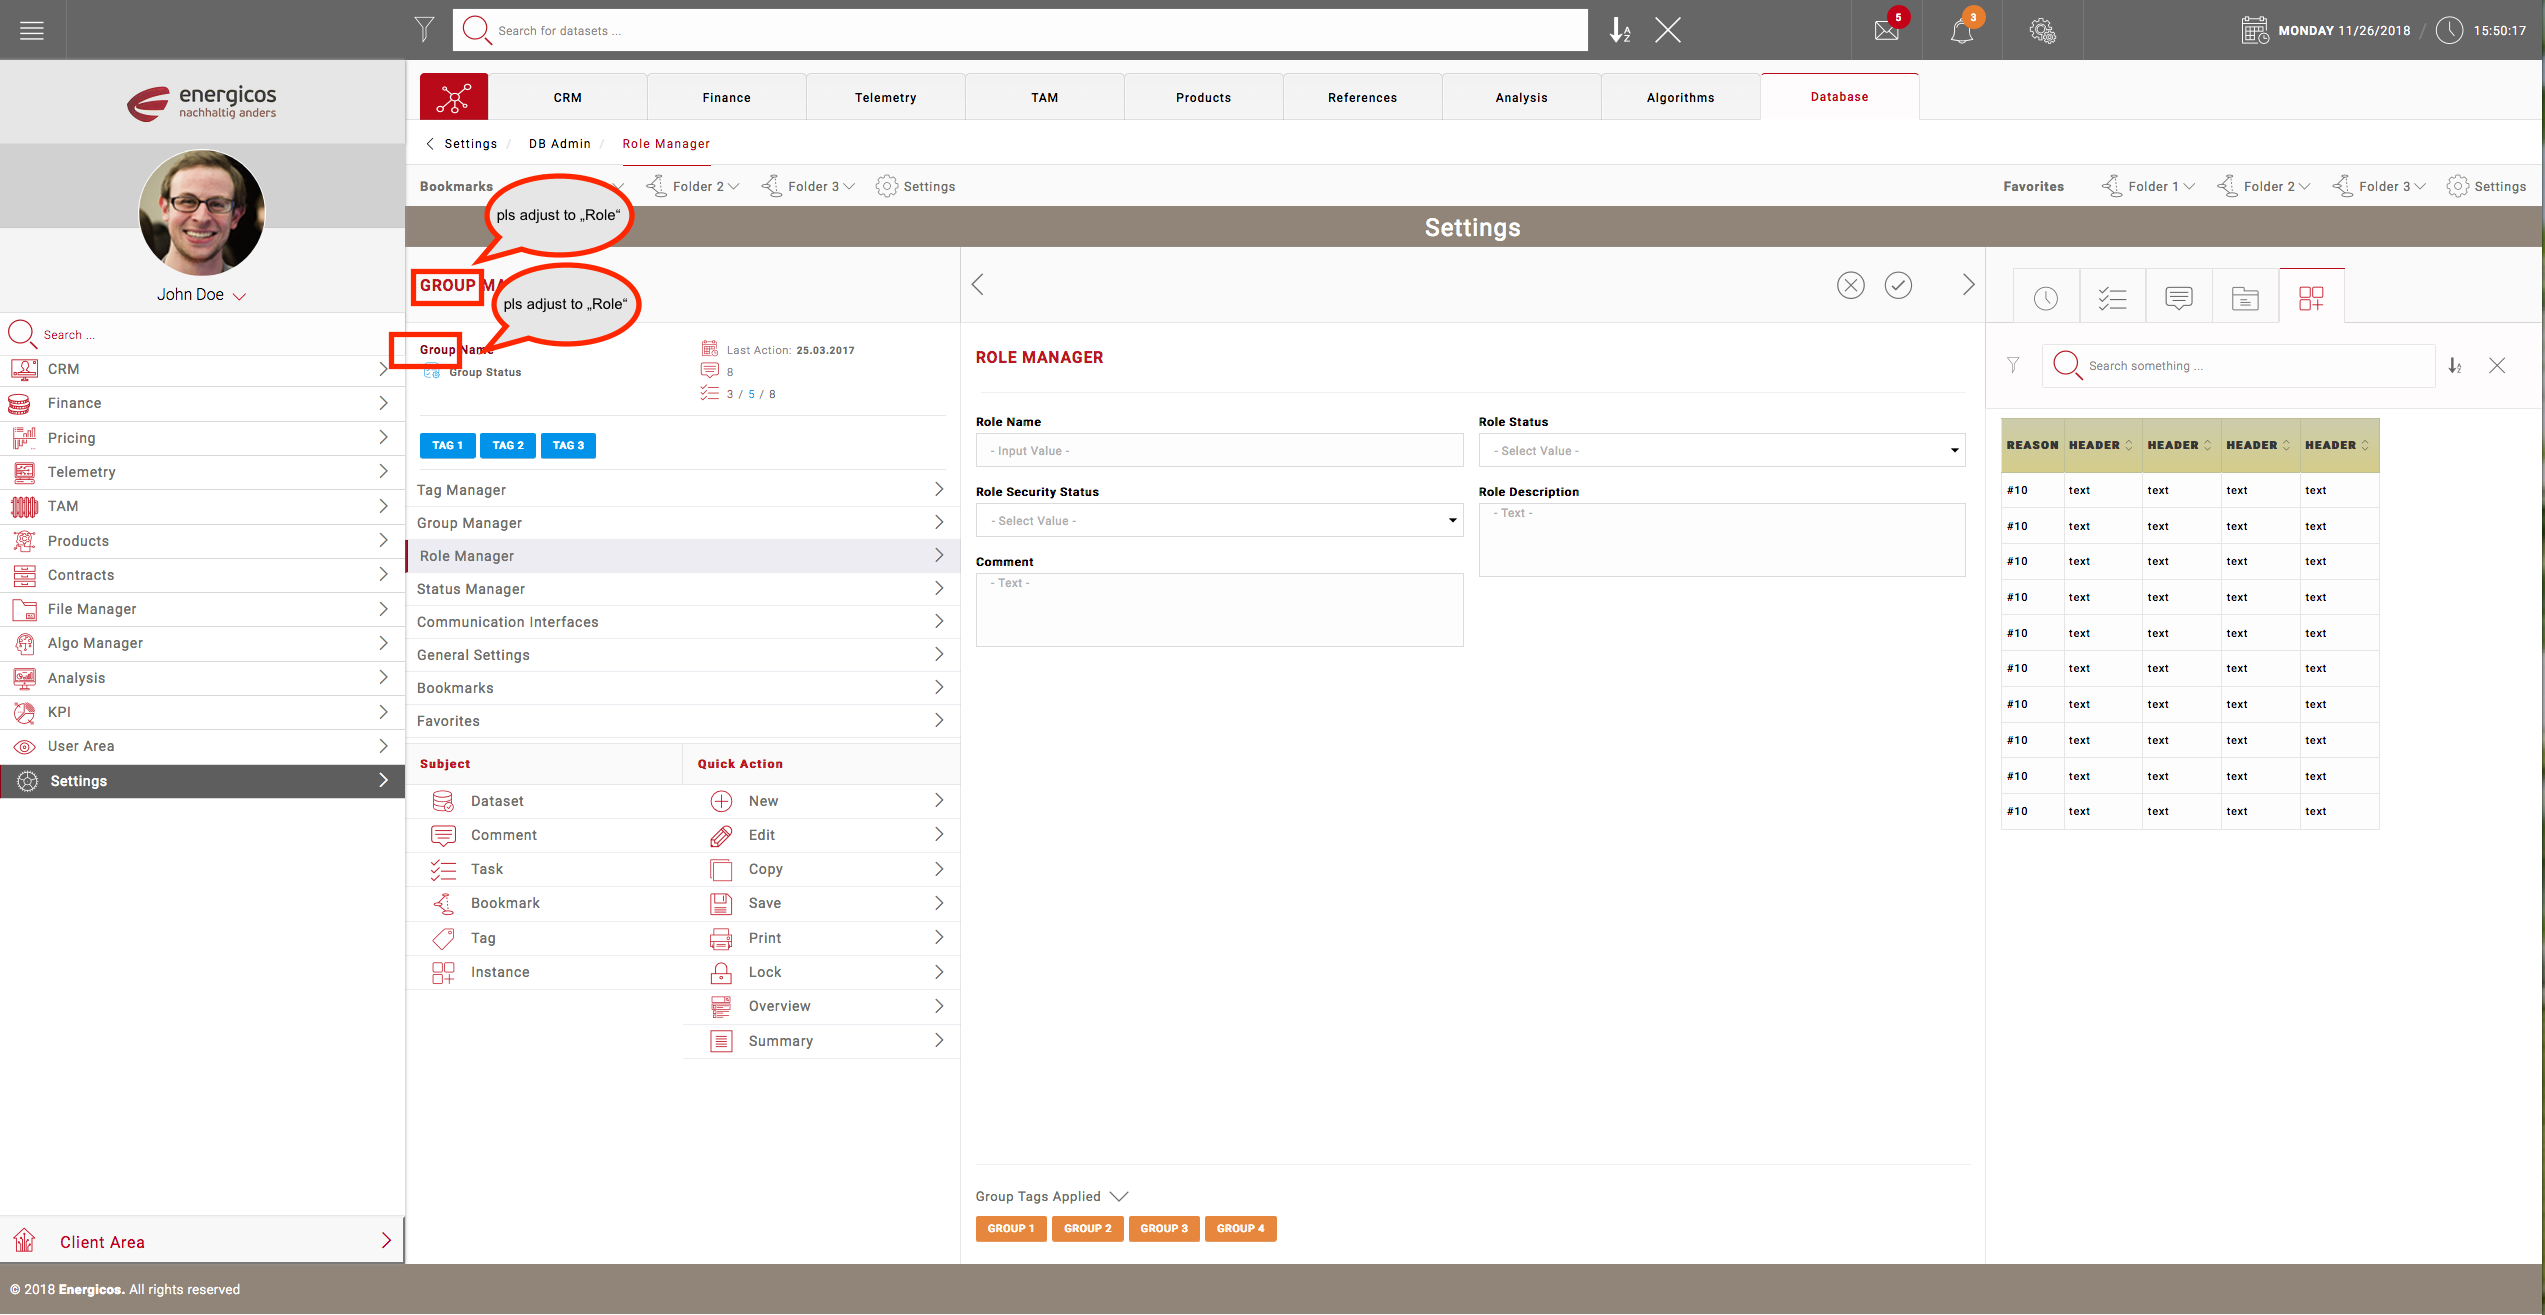 Search for datasets ...
5
3
MONDAY 11/26/2018 / 15:50:17
energicos
nachhaltig anders
John Doe
Search ...
CRM
Finance
Pricing
Telemetry
TAM
Products
Contracts
File Manager
Algo Manager
Analysis
KPI
User Area
Settings
Client Area
CRM
Finance
Telemetry
TAM
Products
References
Analysis
Algorithms
Database
Settings / DB Admin / Role Manager
Bookmarks
Folder 2
Folder 3
Settings
Favorites
Folder 1
Folder 2
Folder 3
Settings
Settings
pls adjust to „Role“
GROUP MA
pls adjust to „Role“
Group Name
Group Status
Last Action: 25.03.2017
8
3 / 5 / 8
TAG 1 TAG 2 TAG 3
Tag Manager
Group Manager
Role Manager
Status Manager
Communication Interfaces
General Settings
Bookmarks
Favorites
Subject
Dataset
Comment
Task
Bookmark
Tag
Instance
Quick Action
New
Edit
Copy
Save
Print
Lock
Overview
Summary
ROLE MANAGER
Role Name
- Input Value -
Role Status
- Select Value -
Role Security Status
- Select Value -
Role Description
- Text -
Comment
- Text -
Group Tags Applied
GROUP 1 GROUP 2 GROUP 3 GROUP 4
Search something ...
REASON HEADER HEADER HEADER HEADER
#10 text text text text
#10 text text text text
#10 text text text text
#10 text text text text
#10 text text text text
#10 text text text text
#10 text text text text
#10 text text text text
#10 text text text text
#10 text text text text
© 2018 Energicos. All rights reserved